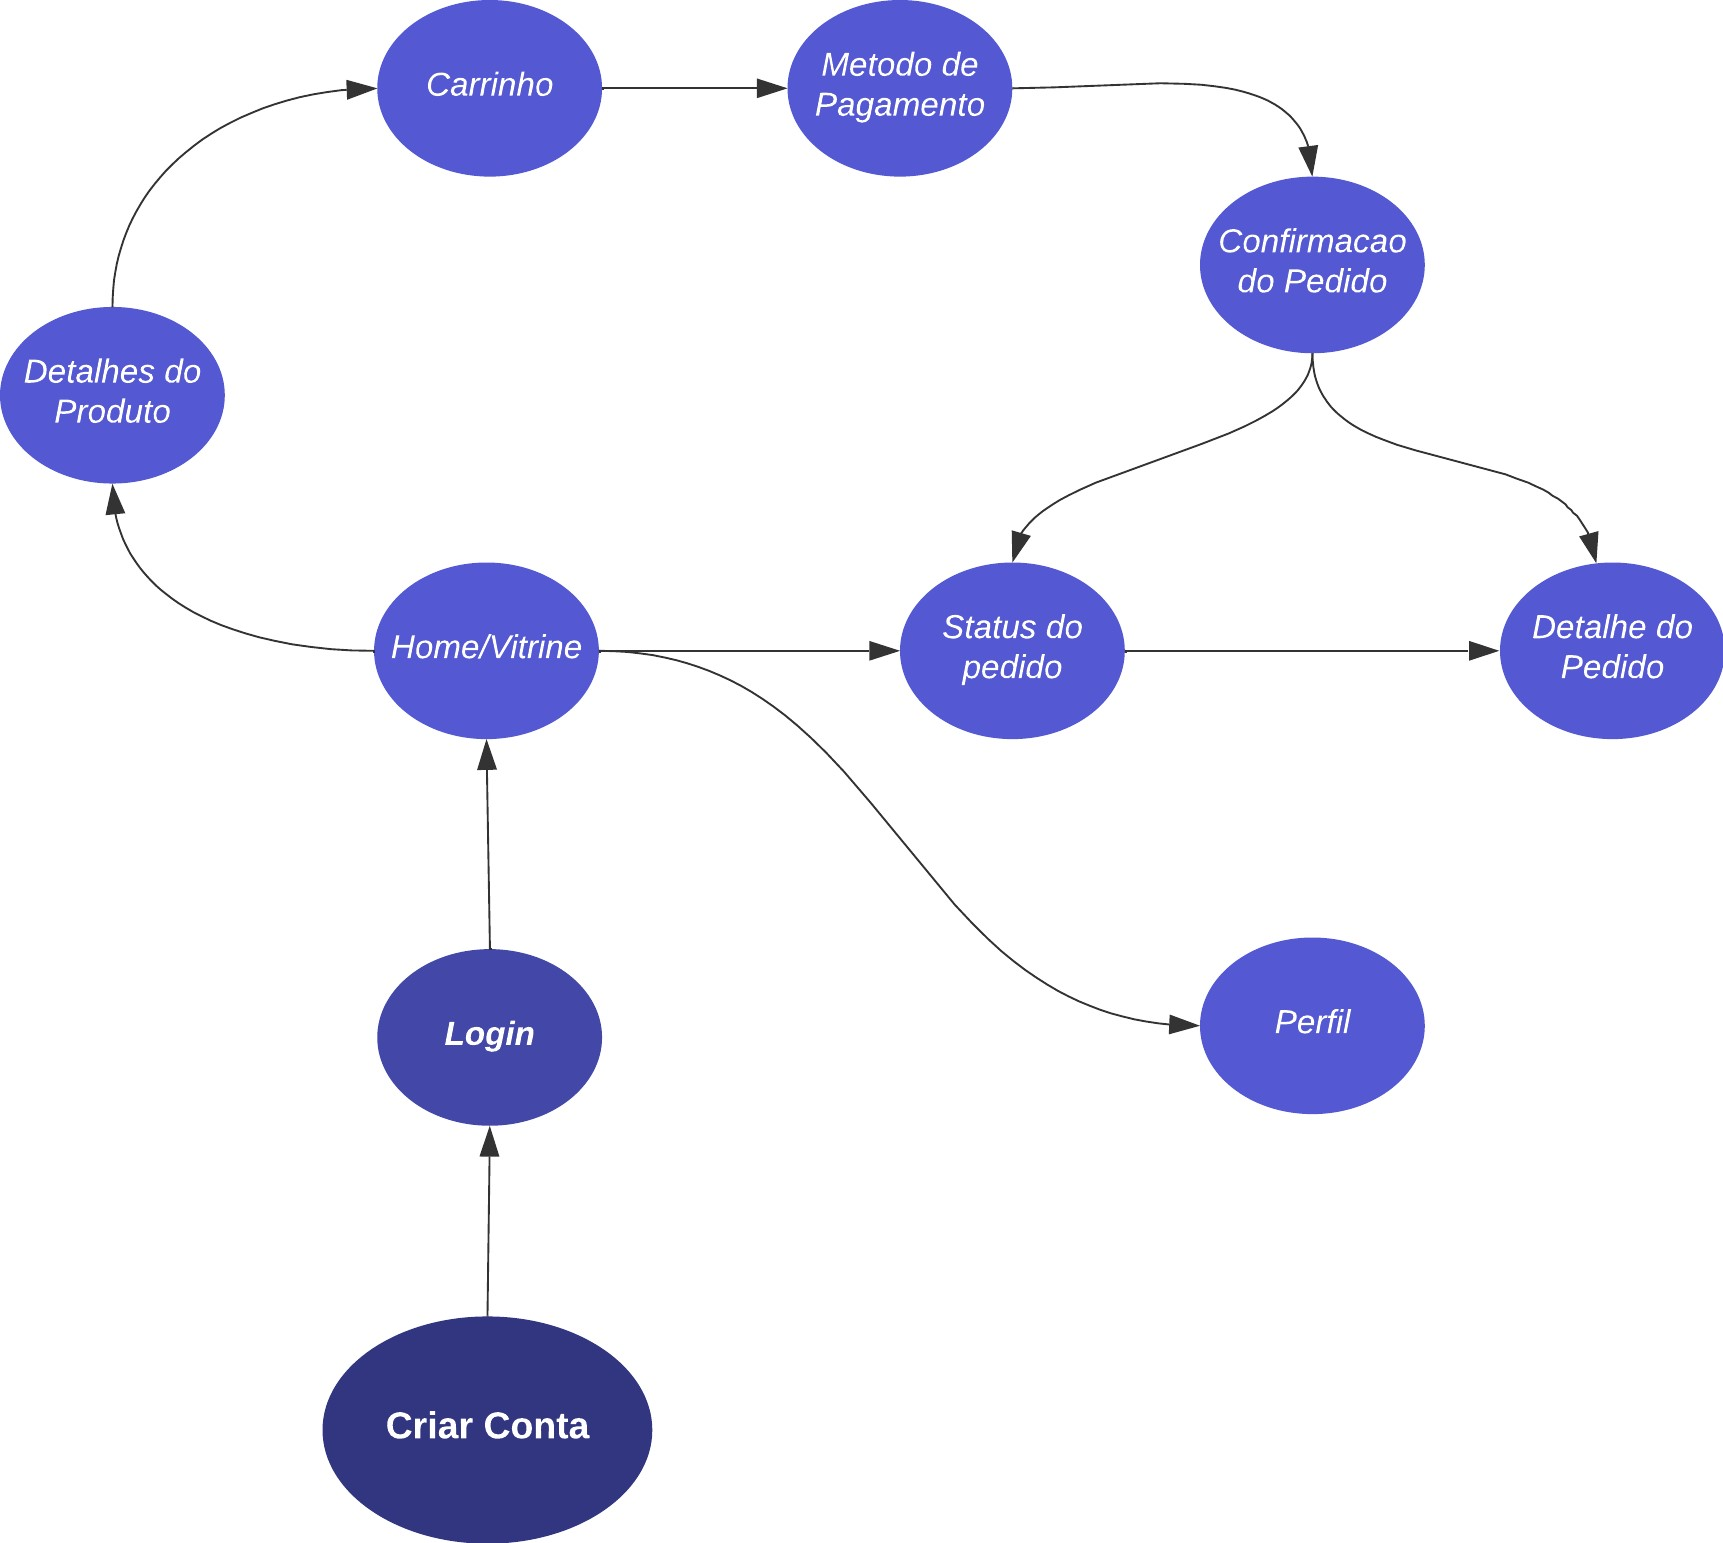 Carrinho
Metodo de
Pagamento
Confirmacao
do Pedido
Detalhes do
Produto
Home/Vitrine
Status do
pedido
Detalhe do
Pedido
Login
Perfil
Criar Conta